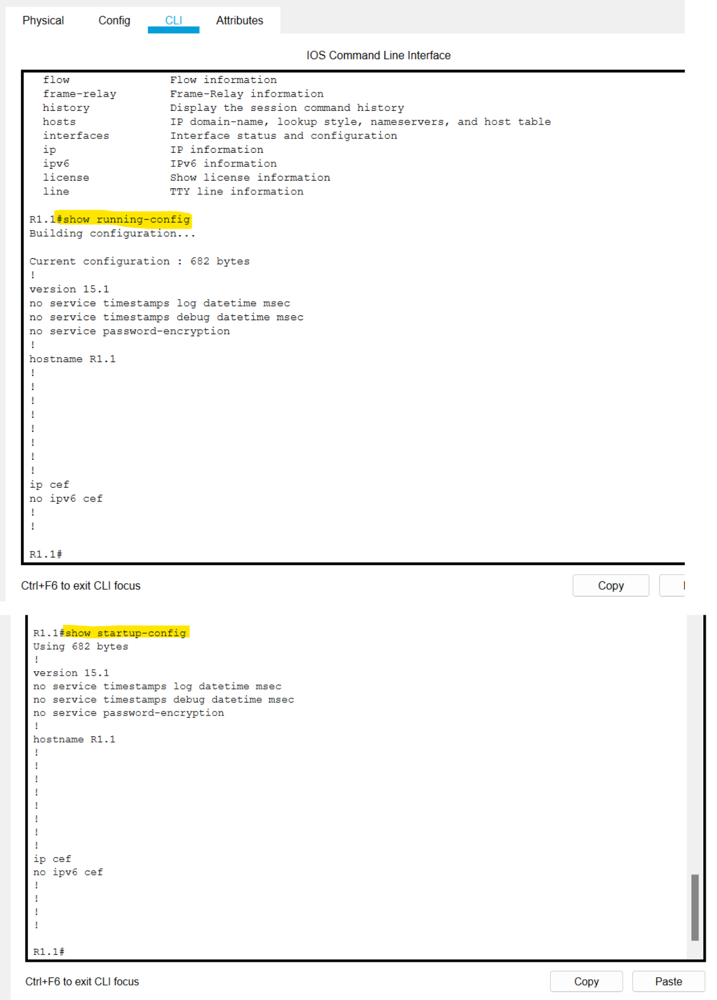 Physical Config CLI Attributes
IOS Command Line Interface
flow Flow information
frame-relay Frame-Relay information
history Display the session command history
hosts IP domain-name, lookup style, nameservers, and host table
interfaces Interface status and configuration
ip IP information
ipv6 IPv6 information
license Show license information
line TTY line information
R1.1#show running-config
Building configuration...
Current configuration : 682 bytes
!
version 15.1
no service timestamps log datetime msec
no service timestamps debug datetime msec
no service password-encryption
!
hostname R1.1
!
!
!
!
!
!
!
!
ip cef
no ipv6 cef
!
!
R1.1#
Ctrl+F6 to exit CLI focus Copy
R1.1#show startup-config
Using 682 bytes
!
version 15.1
no service timestamps log datetime msec
no service timestamps debug datetime msec
no service password-encryption
!
hostname R1.1
!
!
!
!
!
!
!
!
ip cef
no ipv6 cef
!
!
!
!
R1.1#
Ctrl+F6 to exit CLI focus Copy Paste